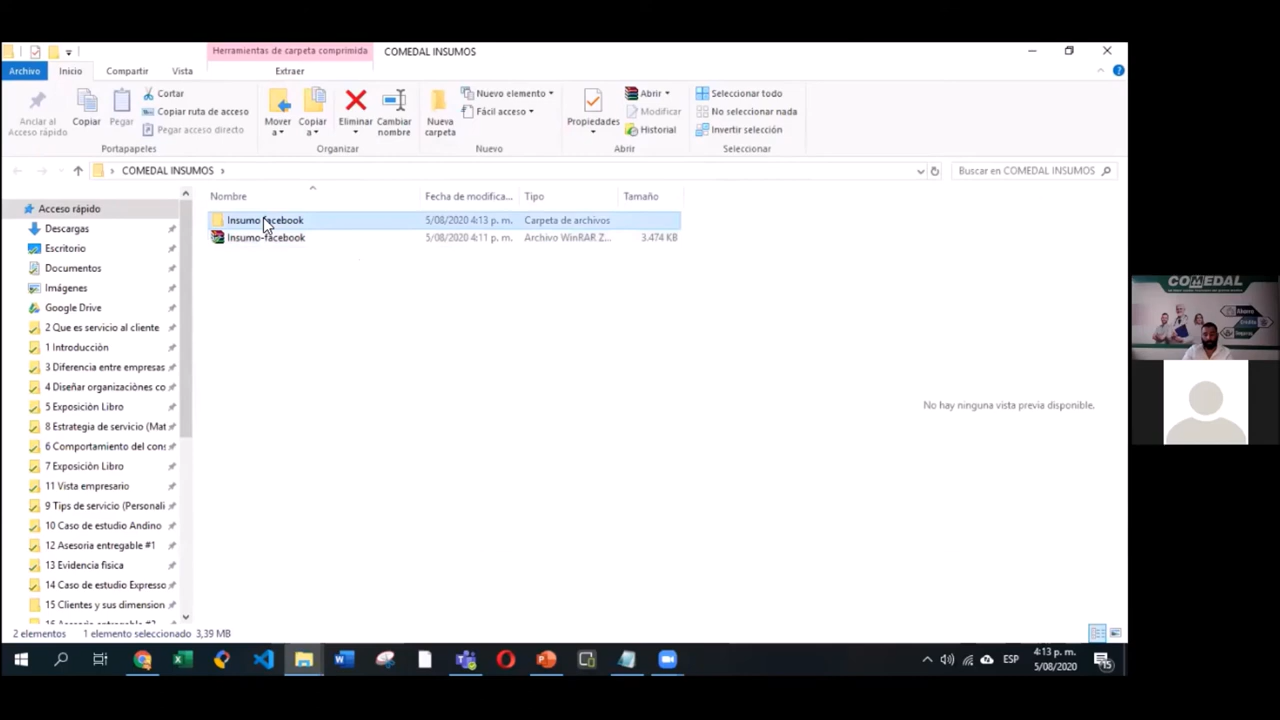 Herramientas de carpeta comprimida
COMEDAL INSUMOS
Archivo
Inicio
Compartir
Vista
Extraer
Anclar al
Acceso rápido
Copiar
Pegar
Cortar
Copiar ruta de acceso
Pegar acceso directo
Portapapeles
Mover
a
Copiar
a
Eliminar
Cambiar
nombre
Organizar
Nueva
carpeta
Nuevo elemento
Fácil acceso
Nuevo
Propiedades
Abrir
Modificar
Historial
Abrir
Seleccionar todo
No seleccionar nada
Invertir selección
Seleccionar
COMEDAL INSUMOS
Buscar en COMEDAL INSUMOS
Nombre
Fecha de modifica...
Tipo
Tamaño
Insumo-facebook 5/08/2020 4:13 p. m. Carpeta de archivos
Insumo-facebook 5/08/2020 4:11 p. m. Archivo WinRAR Z... 3.474 KB
Acceso rápido
Descargas
Escritorio
Documentos
Imágenes
Google Drive
2 Que es servicio al cliente
1 Introducción
3 Diferencia entre empresas
4 Diseñar organizaciònes co
5 Exposición Libro
8 Estrategia de servicio (Mat
6 Comportamiento del cons
7 Exposición Libro
11 Vista empresario
9 Tips de servicio (Personali
10 Caso de estudio Andino
12 Asesoria entregable #1
13 Evidencia fisica
14 Caso de estudio Expreso
15 Clientes y sus dimension
16 Asesoria entregable #2
No hay ninguna vista previa disponible.
2 elementos
1 elemento seleccionado 3,39 MB
COMEDAL
Ahorro
Crédito
Seguros
ESP
4:13 p. m.
5/08/2020
15